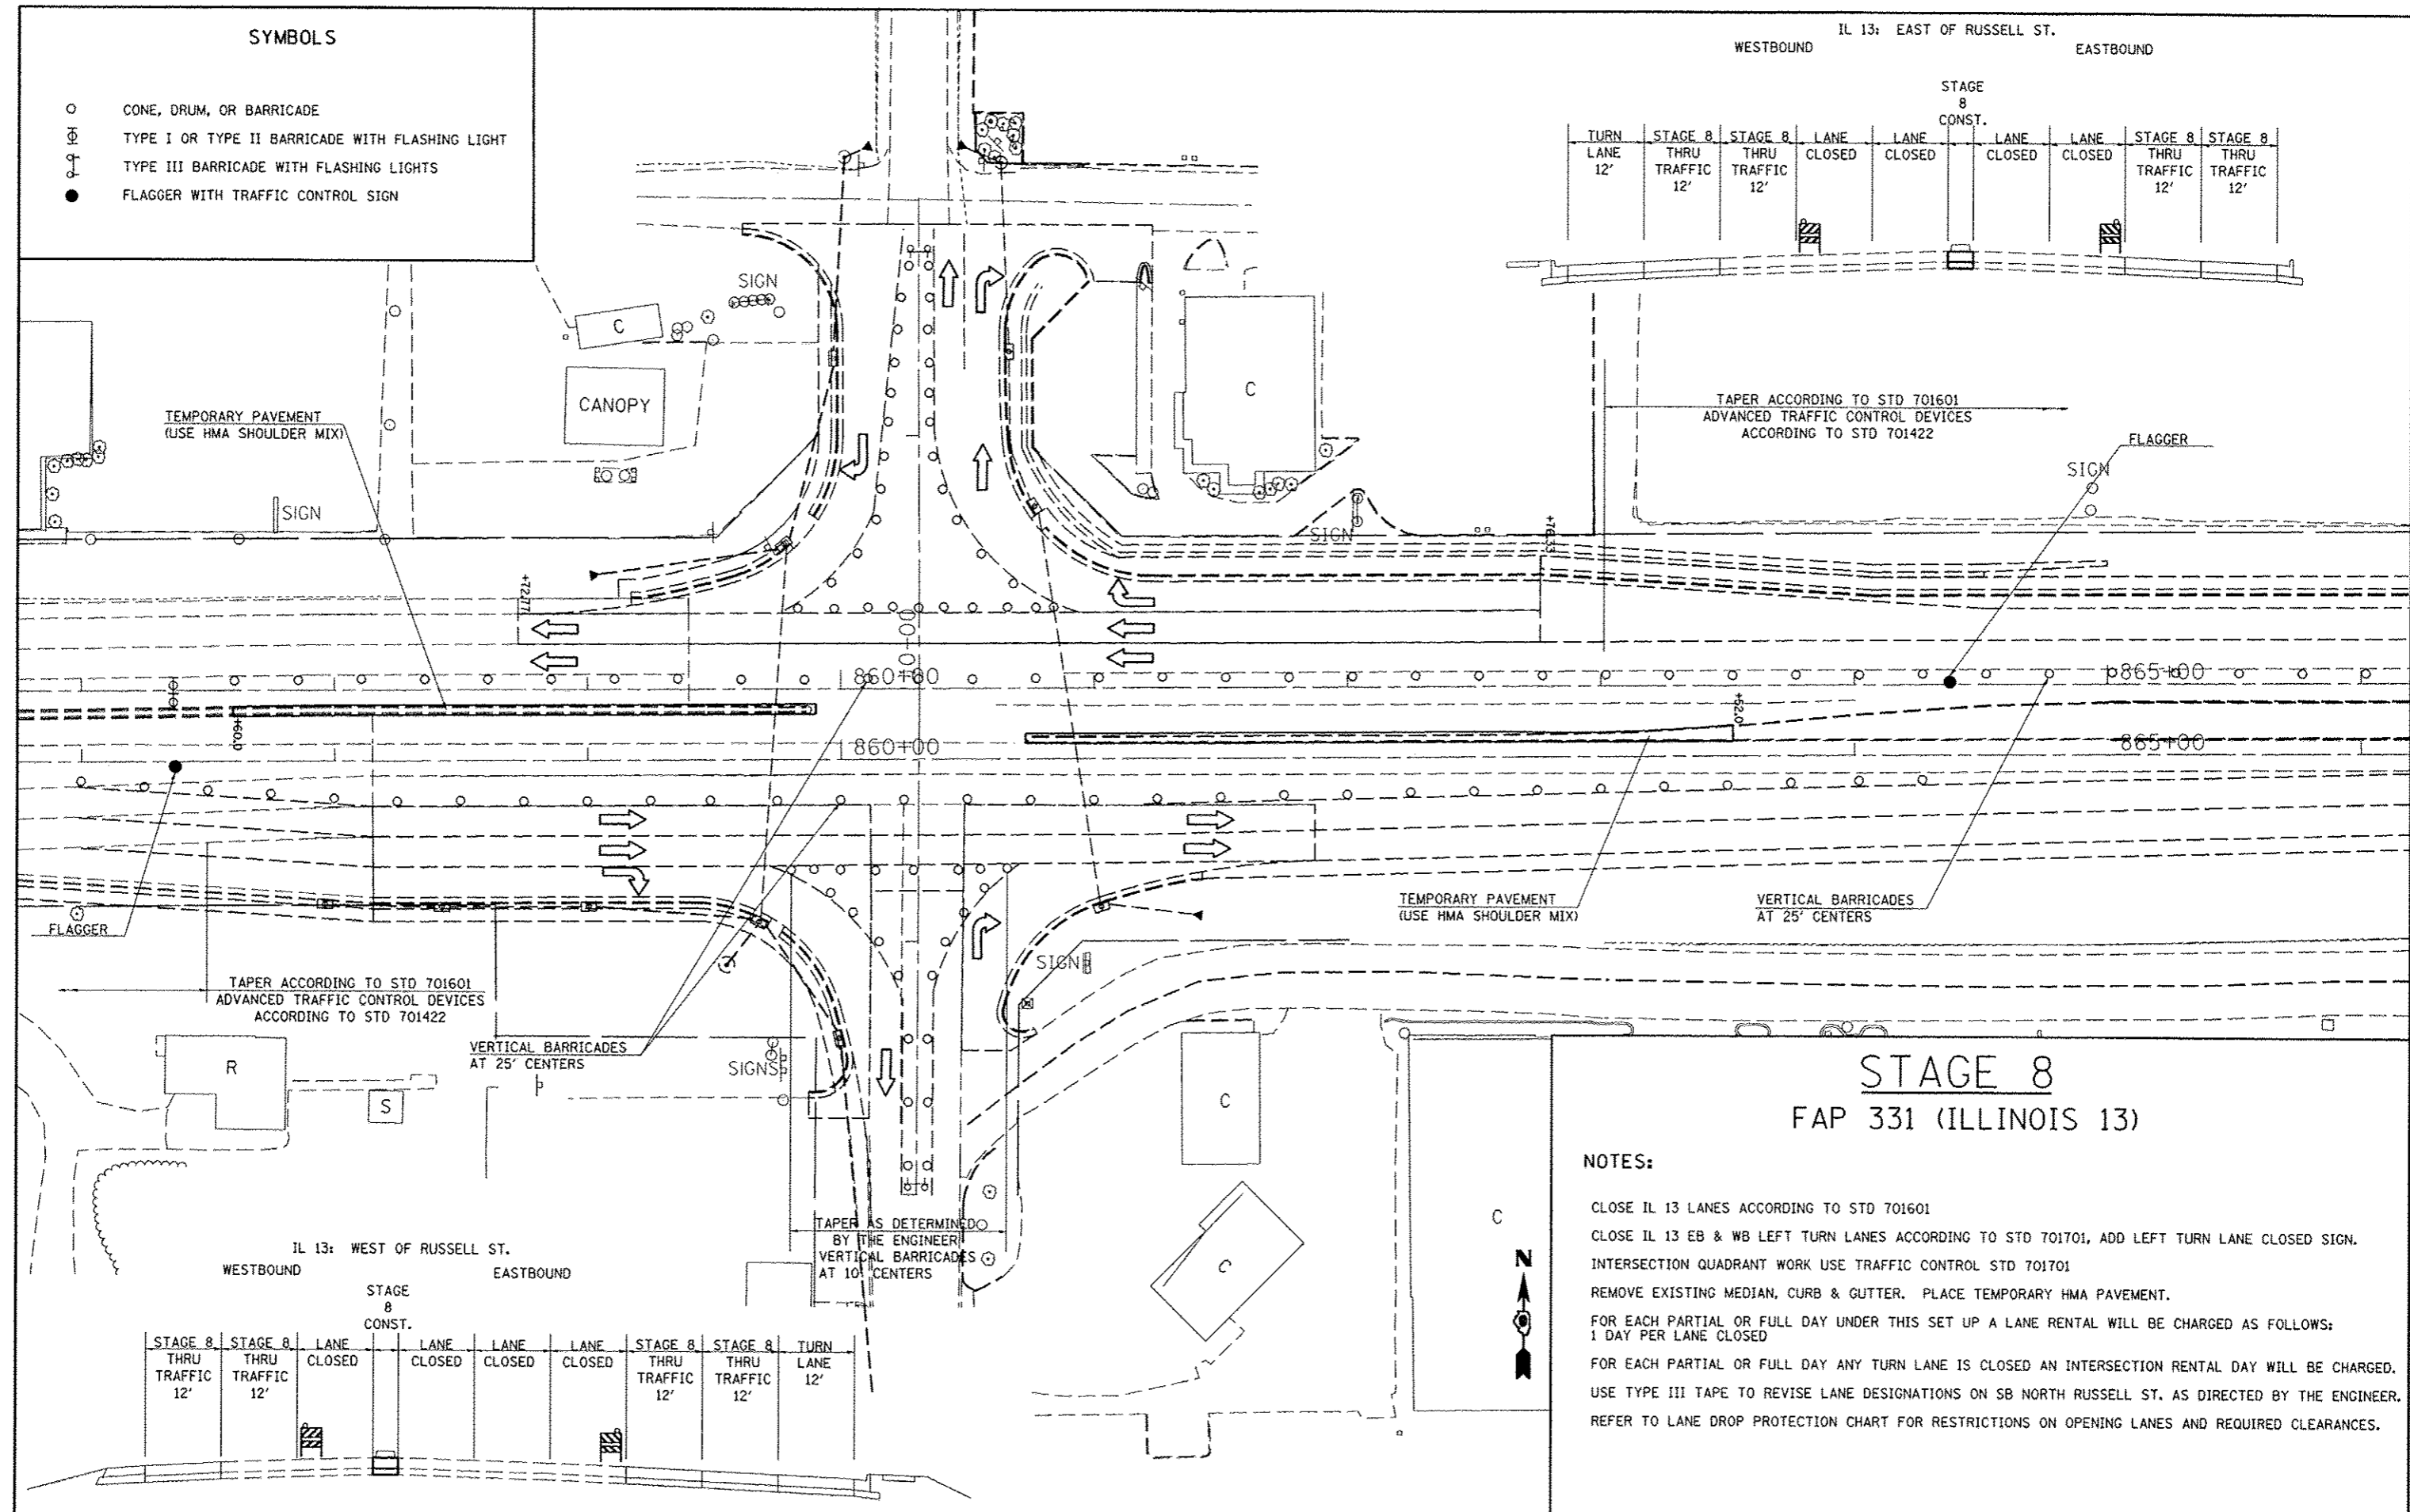 SYMBOLS
CONE, DRUM, OR BARRICADE
TYPE I OR TYPE II BARRICADE WITH FLASHING LIGHT
TYPE III BARRICADE WITH FLASHING LIGHTS
FLAGGER WITH TRAFFIC CONTROL SIGN
IL 13: EAST OF RUSSELL ST.
WESTBOUND EASTBOUND
STAGE
8
CONST.
TURN STAGE 8 STAGE 8 LANE LANE LANE LANE STAGE 8 STAGE 8
LANE THRU THRU CLOSED CLOSED CLOSED CLOSED THRU THRU
12' TRAFFIC TRAFFIC TRAFFIC TRAFFIC
12' 12' 12' 12'
SIGN
C
CANOPY
C
TEMPORARY PAVEMENT
(USE HMA SHOULDER MIX)
TAPER ACCORDING TO STD 701601
ADVANCED TRAFFIC CONTROL DEVICES
ACCORDING TO STD 701422
FLAGGER
SIGN
SIGN
SIGN
+76.33
+72.77
0+00
860+00
865+00
+60.0
+52.0
860+00
865+00
FLAGGER
TEMPORARY PAVEMENT
(USE HMA SHOULDER MIX)
VERTICAL BARRICADES
AT 25' CENTERS
SIGN
TAPER ACCORDING TO STD 701601
ADVANCED TRAFFIC CONTROL DEVICES
ACCORDING TO STD 701422
VERTICAL BARRICADES
AT 25' CENTERS
SIGNS
R
S
C
C
C
TAPER AS DETERMINED
BY THE ENGINEER
VERTICAL BARRICADES
AT 10' CENTERS
IL 13: WEST OF RUSSELL ST.
WESTBOUND EASTBOUND
STAGE
8
CONST.
STAGE 8 STAGE 8 LANE LANE LANE LANE STAGE 8 STAGE 8 TURN
THRU THRU CLOSED CLOSED CLOSED CLOSED THRU THRU LANE
TRAFFIC TRAFFIC TRAFFIC TRAFFIC 12'
12' 12' 12' 12'
N
STAGE 8
FAP 331 (ILLINOIS 13)
NOTES:
CLOSE IL 13 LANES ACCORDING TO STD 701601
CLOSE IL 13 EB & WB LEFT TURN LANES ACCORDING TO STD 701701, ADD LEFT TURN LANE CLOSED SIGN.
INTERSECTION QUADRANT WORK USE TRAFFIC CONTROL STD 701701
REMOVE EXISTING MEDIAN, CURB & GUTTER. PLACE TEMPORARY HMA PAVEMENT.
FOR EACH PARTIAL OR FULL DAY UNDER THIS SET UP A LANE RENTAL WILL BE CHARGED AS FOLLOWS:
1 DAY PER LANE CLOSED
FOR EACH PARTIAL OR FULL DAY ANY TURN LANE IS CLOSED AN INTERSECTION RENTAL DAY WILL BE CHARGED.
USE TYPE III TAPE TO REVISE LANE DESIGNATIONS ON SB NORTH RUSSELL ST. AS DIRECTED BY THE ENGINEER.
REFER TO LANE DROP PROTECTION CHART FOR RESTRICTIONS ON OPENING LANES AND REQUIRED CLEARANCES.